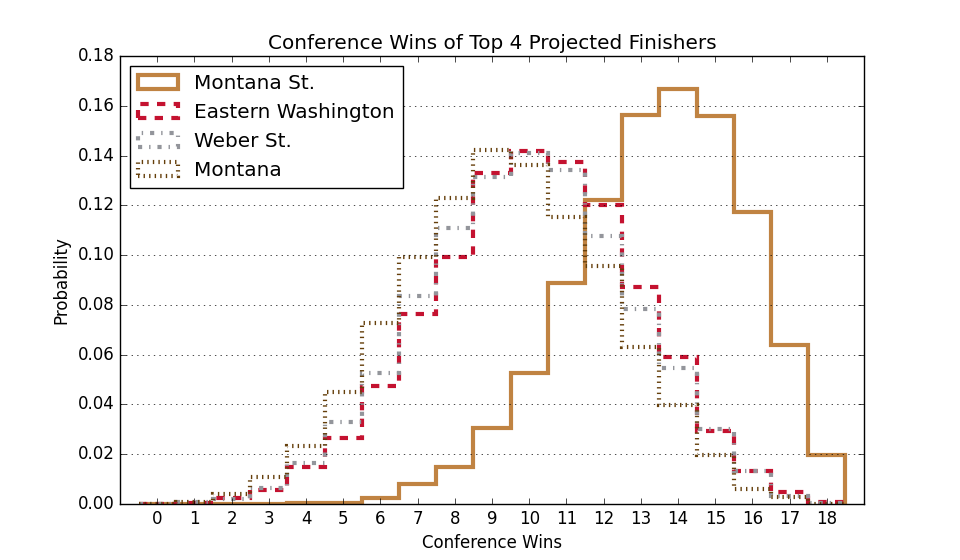 Conference Wins of Top 4 Projected Finishers
0.18
0.16
0.14
0.12
0.10
0.08
0.06
0.04
0.02
0.00
Probability
Montana St.
Eastern Washington
Weber St.
Montana
0 1 2 3 4 5 6 7 8 9 10 11 12 13 14 15 16 17 18
Conference Wins